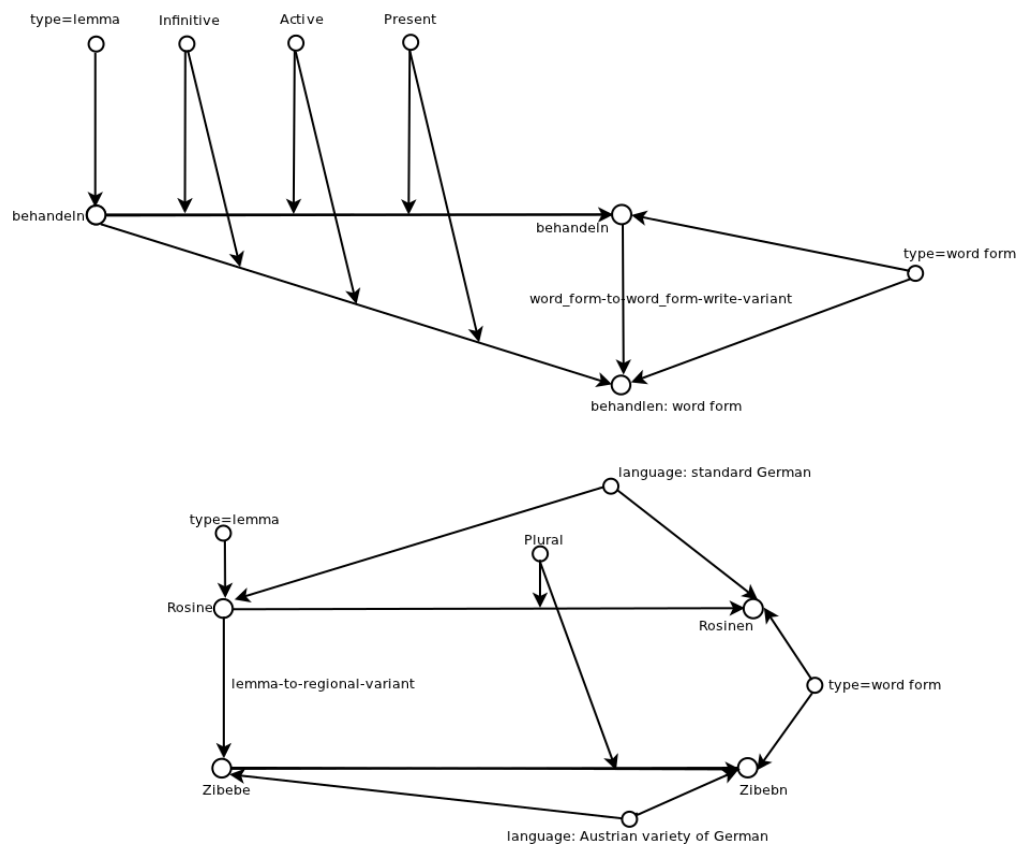 type=lemma
Infinitive
Active
Present
behandeln
behandeln
type=word form
word_form-to-word_form-write-variant
behandlen: word form
language: standard German
type=lemma
Plural
Rosine
Rosinen
lemma-to-regional-variant
type=word form
Zibebe
Zibebn
language: Austrian variety of German